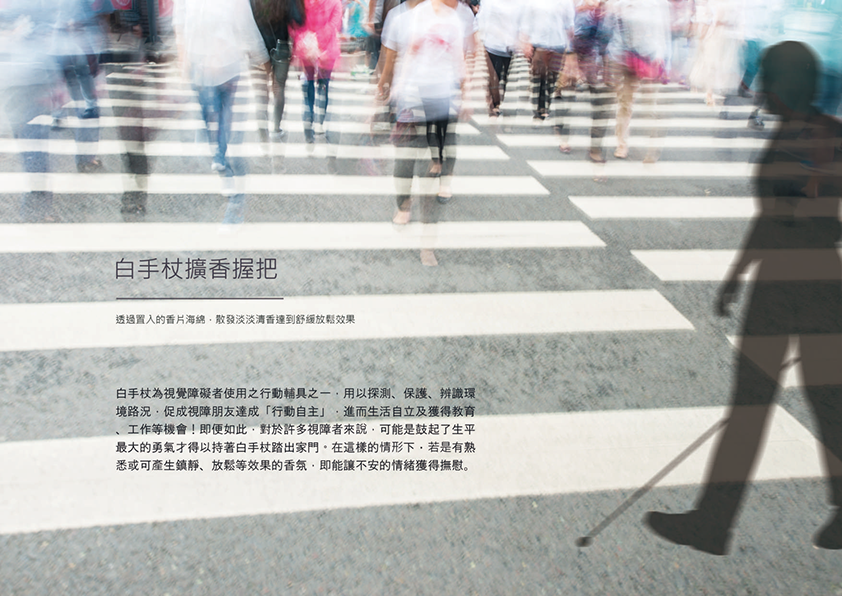 白手杖擴香握把
透過置入的香片海綿，散發淡淡清香達到舒緩放鬆效果
白手杖為視覺障礙者使用之行動輔具之一，用以探測、保護、辨識環
境路況，促成視障朋友達成「行動自主」，進而生活自立及獲得教育
、工作等機會！即便如此，對於許多視障者來說，可能是鼓起了生平
最大的勇氣才得以持著白手杖踏出家門。在這樣的情形下，若是有熟
悉或可產生鎮靜、放鬆等效果的香氛，即能讓不安的情緒獲得撫慰。